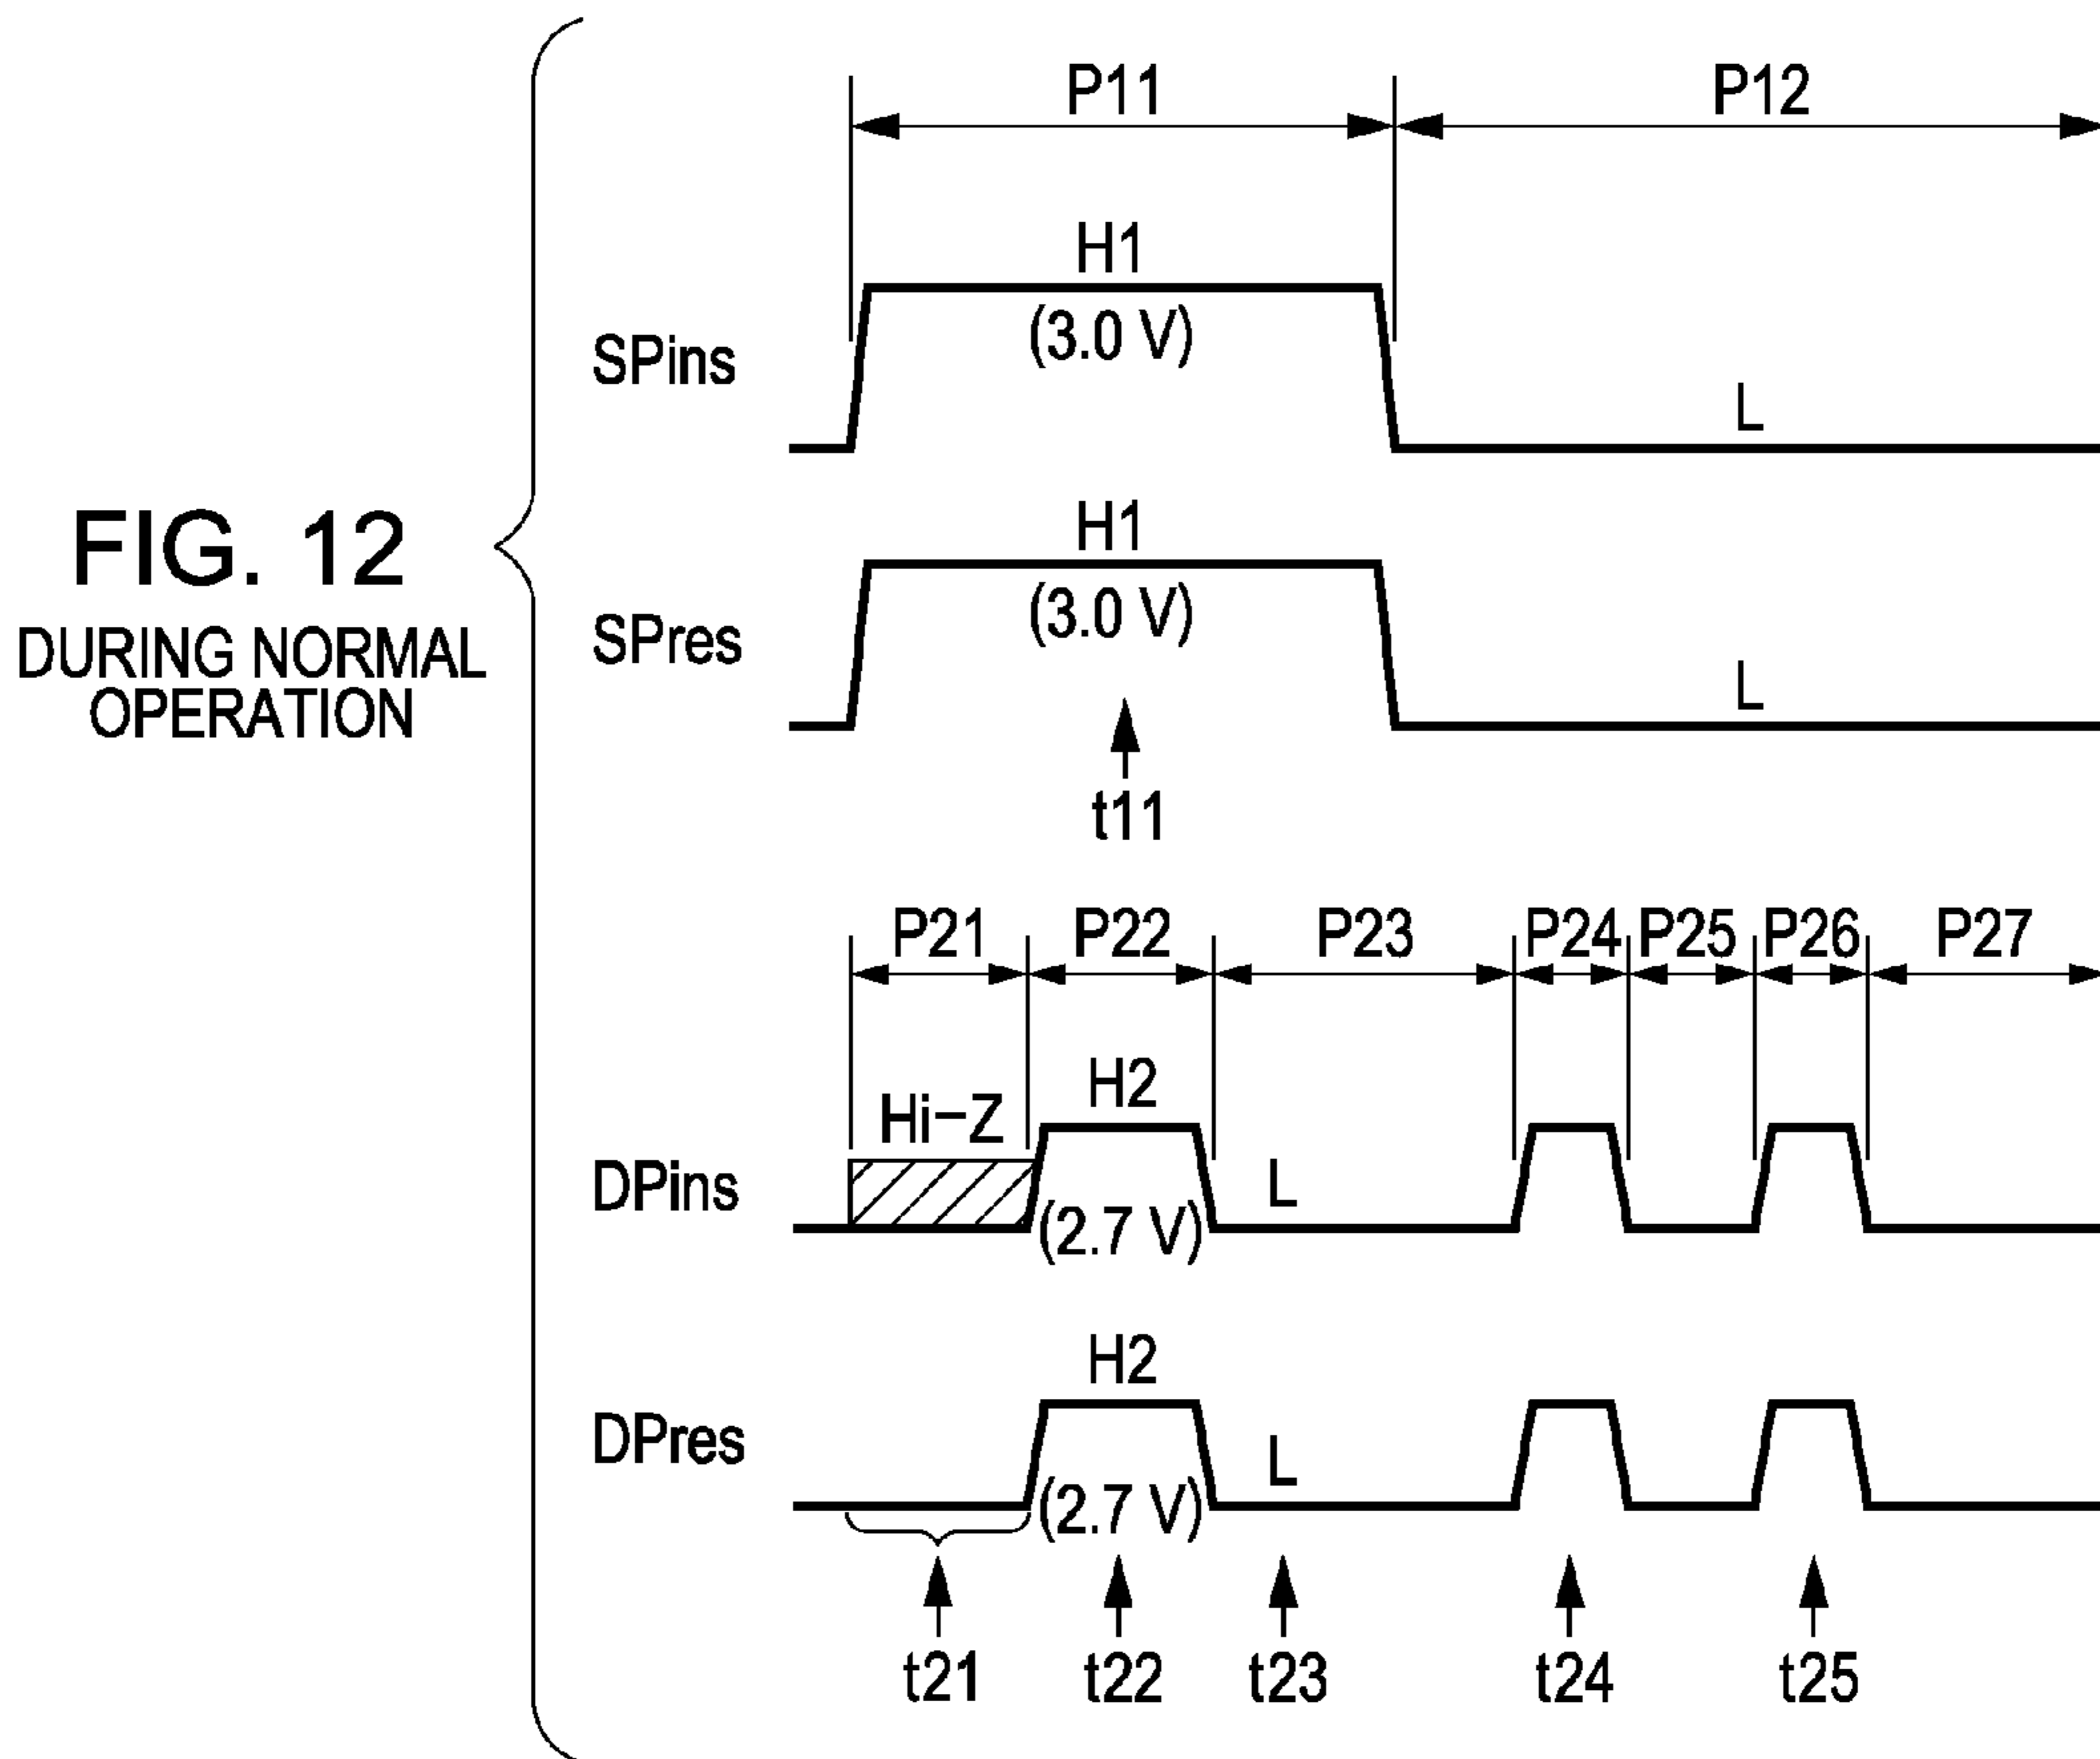 P11 P12
H1
(3.0 V)
SPins
L
FIG. 12
DURING NORMAL
OPERATION
H1
(3.0 V)
SPres
L
t11
P21 P22 P23 P24 P25 P26 P27
H2
Hi-Z
DPins
L
(2.7 V)
H2
DPres
L
(2.7 V)
t21 t22 t23 t24 t25